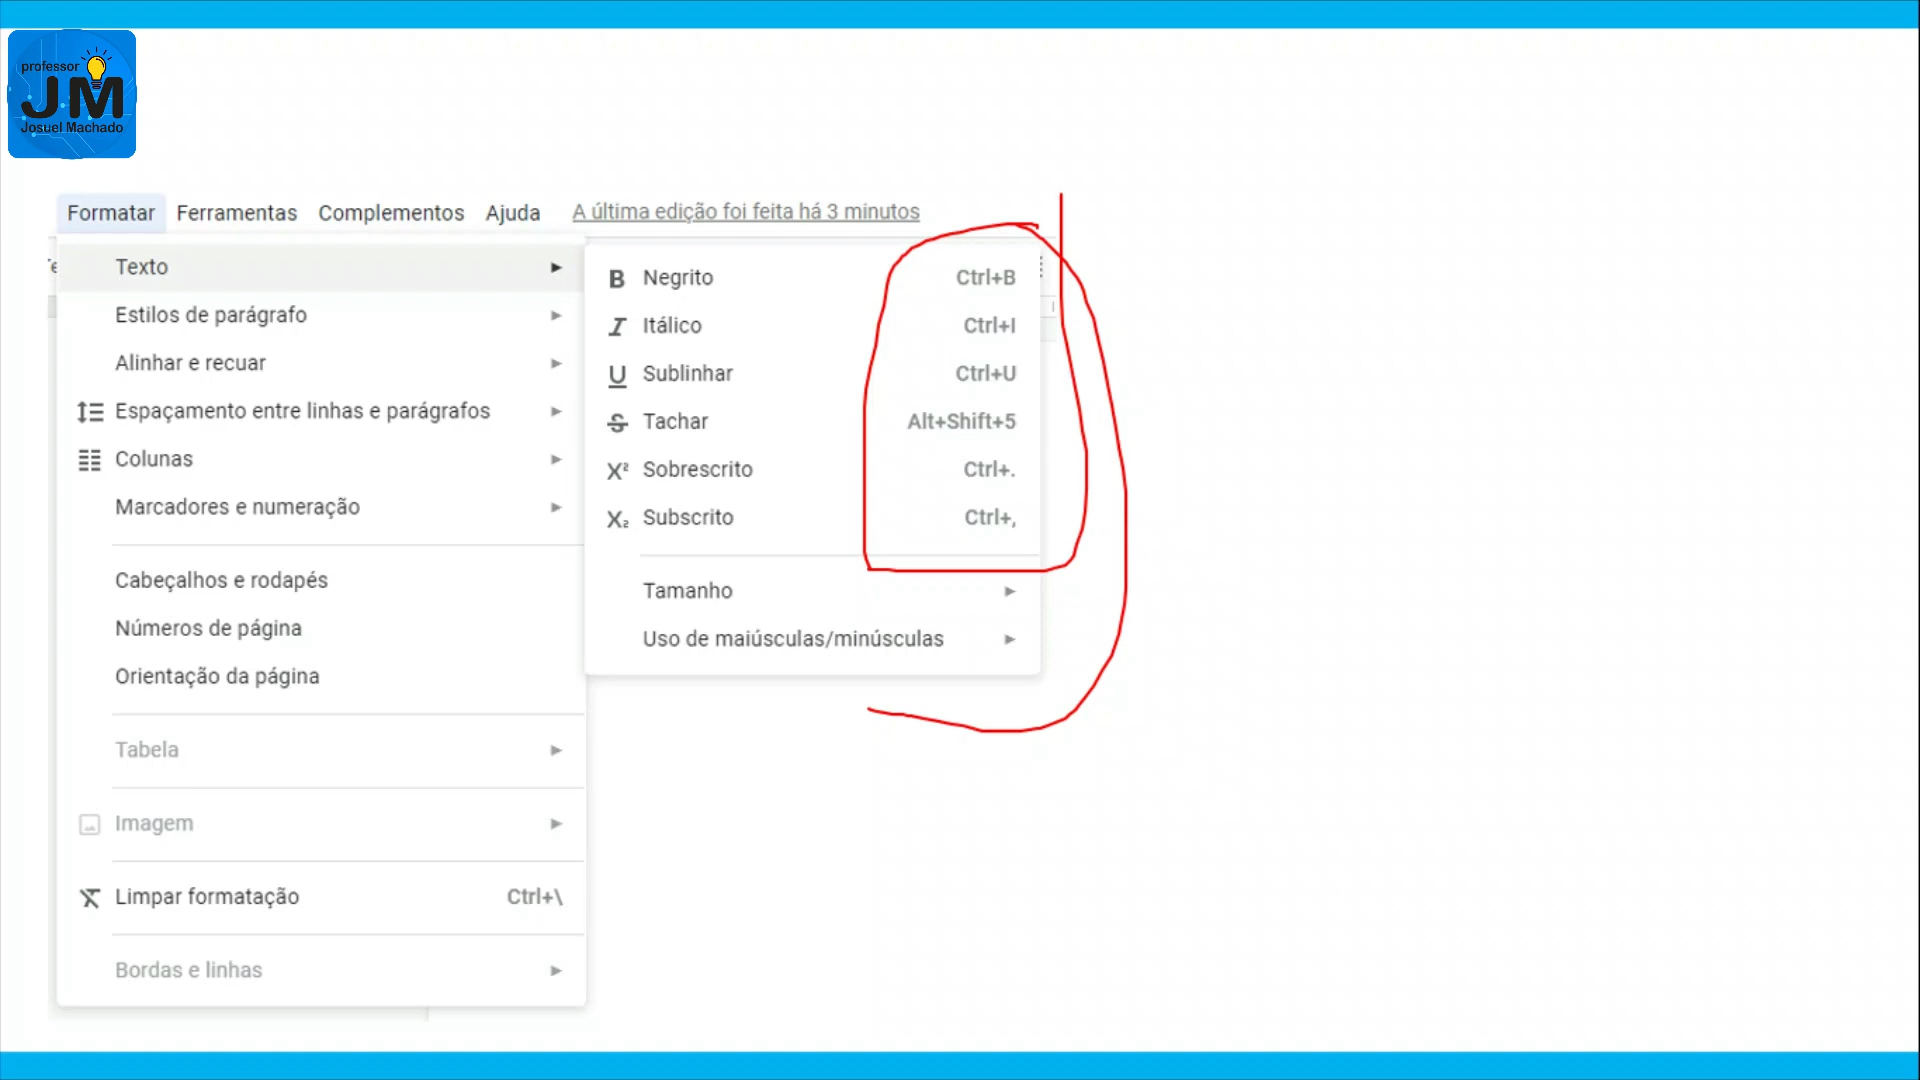 professor
JM
Josuel Machado
Formatar Ferramentas Complementos Ajuda A última edição foi feita há 3 minutos
Texto
Estilos de parágrafo
Alinhar e recuar
Espaçamento entre linhas e parágrafos
Colunas
Marcadores e numeração
Cabeçalhos e rodapés
Números de página
Orientação da página
Tabela
Imagem
Limpar formatação Ctrl+\
Bordas e linhas
B Negrito Ctrl+B
I Itálico Ctrl+I
U Sublinhar Ctrl+U
S Tachar Alt+Shift+5
X² Sobrescrito Ctrl+.
X₂ Subscrito Ctrl+,
Tamanho
Uso de maiúsculas/minúsculas